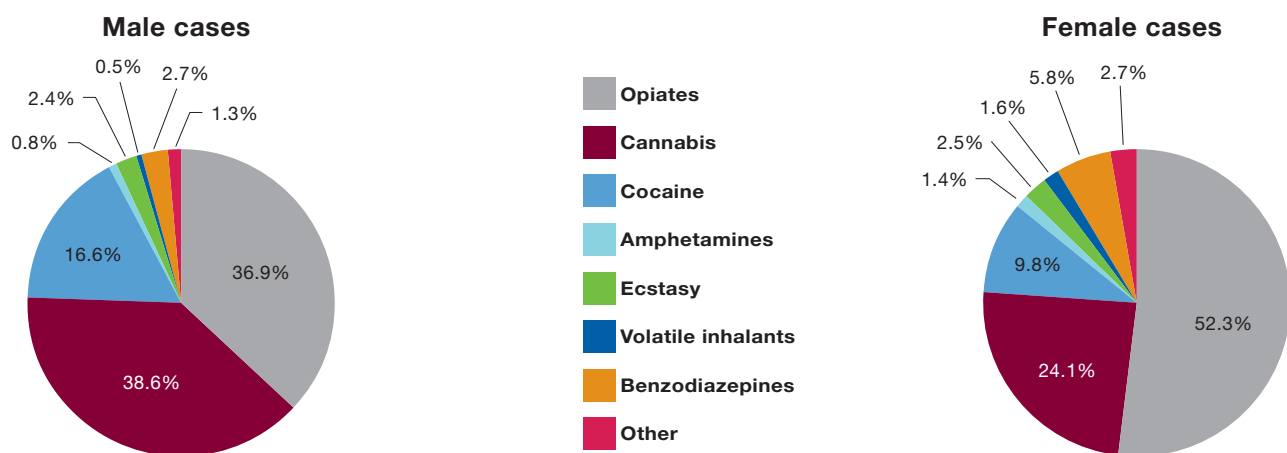 Male cases
0.5%
2.7%
2.4%
1.3%
0.8%
16.6%
36.9%
38.6%
Opiates
Cannabis
Cocaine
Amphetamines
Ecstasy
Volatile inhalants
Benzodiazepines
Other
Female cases
5.8%
2.7%
1.6%
2.5%
1.4%
9.8%
52.3%
24.1%